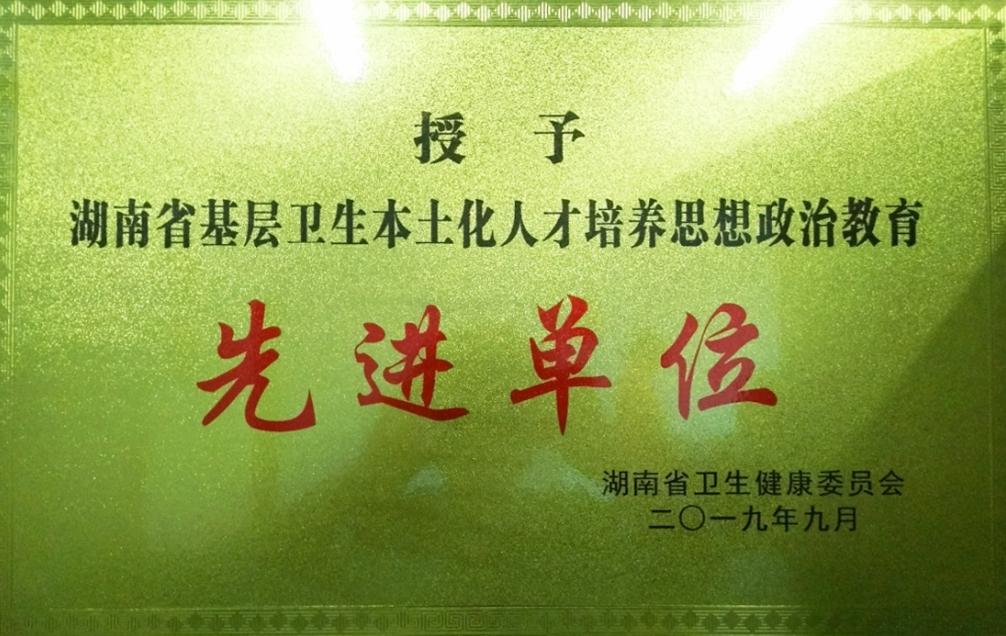 授 予
湖南省基层卫生本土化人才培养思想政治教育
先进单位
湖南省卫生健康委员会
二〇一九年九月